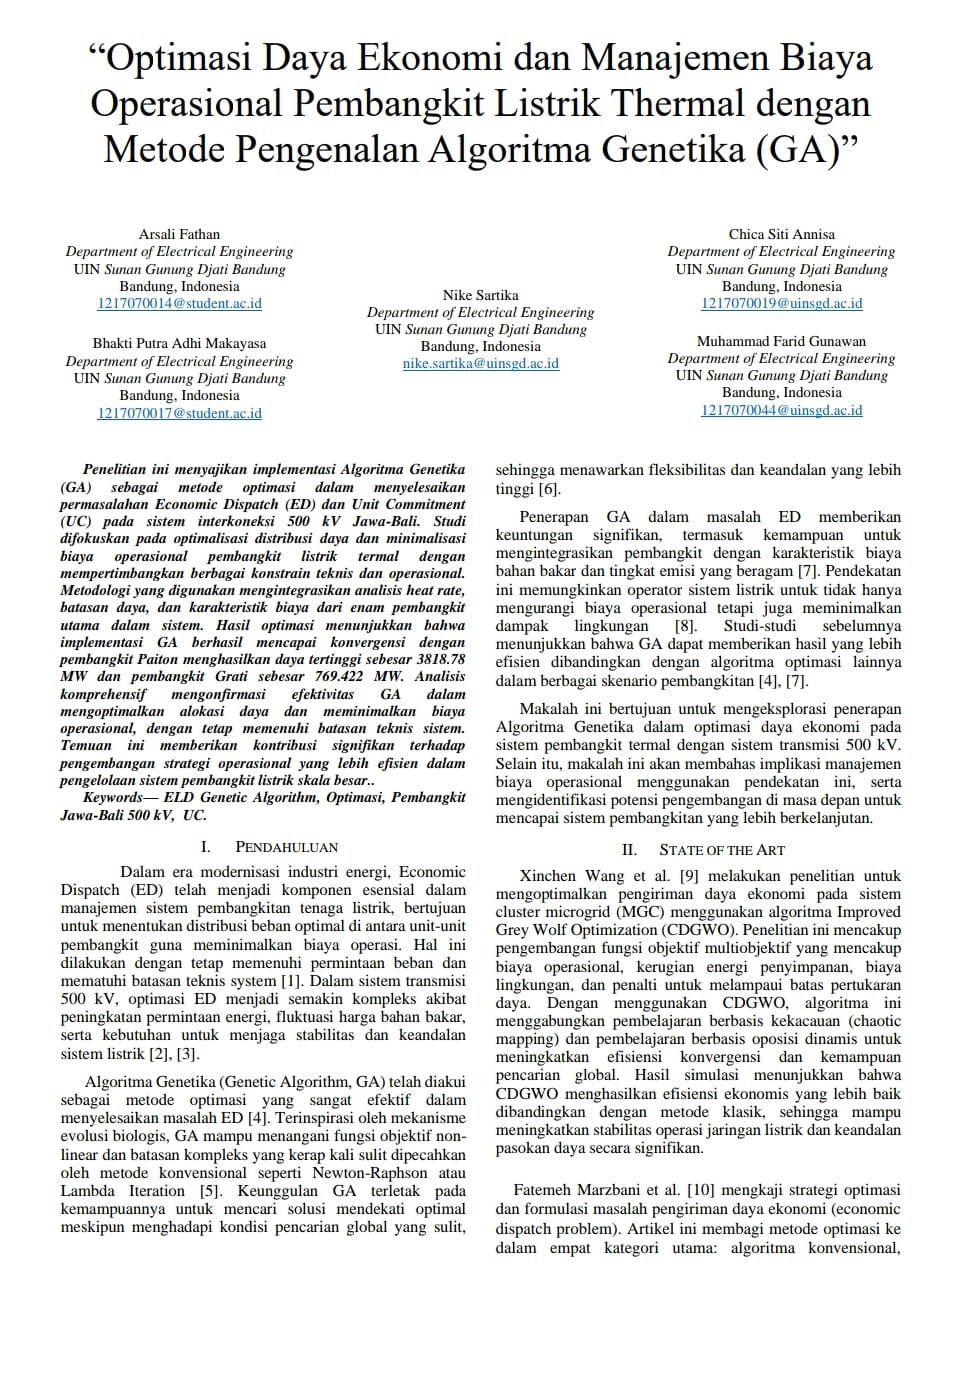 “Optimasi Daya Ekonomi dan Manajemen Biaya
Operasional Pembangkit Listrik Thermal dengan
Metode Pengenalan Algoritma Genetika (GA)”
Arsali Fathan
Department of Electrical Engineering
UIN Sunan Gunung Djati Bandung
Bandung, Indonesia
1217070014@student.ac.id
Bhakti Putra Adhi Makayasa
Department of Electrical Engineering
UIN Sunan Gunung Djati Bandung
Bandung, Indonesia
1217070017@student.ac.id
Nike Sartika
Department of Electrical Engineering
UIN Sunan Gunung Djati Bandung
Bandung, Indonesia
nike.sartika@uinsgd.ac.id
Chica Siti Annisa
Department of Electrical Engineering
UIN Sunan Gunung Djati Bandung
Bandung, Indonesia
1217070019@uinsgd.ac.id
Muhammad Farid Gunawan
Department of Electrical Engineering
UIN Sunan Gunung Djati Bandung
Bandung, Indonesia
1217070044@uinsgd.ac.id
Penelitian ini menyajikan implementasi Algoritma Genetika
(GA) sebagai metode optimasi dalam menyelesaikan
permasalahan Economic Dispatch (ED) dan Unit Commitment
(UC) pada sistem interkoneksi 500 kV Jawa-Bali. Studi
difokuskan pada optimalisasi distribusi daya dan minimalisasi
biaya operasional pembangkit listrik termal dengan
mempertimbangkan berbagai konstrain teknis dan operasional.
Metodologi yang digunakan mengintegrasikan analisis heat rate,
batasan daya, dan karakteristik biaya dari enam pembangkit
utama dalam sistem. Hasil optimasi menunjukkan bahwa
implementasi GA berhasil mencapai konvergensi dengan
pembangkit Paiton menghasilkan daya tertinggi sebesar 3818.78
MW dan pembangkit Grati sebesar 769.422 MW. Analisis
komprehensif mengonfirmasi efektivitas GA dalam
mengoptimalkan alokasi daya dan meminimalkan biaya
operasional, dengan tetap memenuhi batasan teknis sistem.
Temuan ini memberikan kontribusi signifikan terhadap
pengembangan strategi operasional yang lebih efisien dalam
pengelolaan sistem pembangkit listrik skala besar..
Keywords— ELD Genetic Algorithm, Optimasi, Pembangkit
Jawa-Bali 500 kV, UC.
I. PENDAHULUAN
Dalam era modernisasi industri energi, Economic
Dispatch (ED) telah menjadi komponen esensial dalam
manajemen sistem pembangkitan tenaga listrik, bertujuan
untuk menentukan distribusi beban optimal di antara unit-unit
pembangkit guna meminimalkan biaya operasi. Hal ini
dilakukan dengan tetap memenuhi permintaan beban dan
mematuhi batasan teknis system [1]. Dalam sistem transmisi
500 kV, optimasi ED menjadi semakin kompleks akibat
peningkatan permintaan energi, fluktuasi harga bahan bakar,
serta kebutuhan untuk menjaga stabilitas dan keandalan
sistem listrik [2], [3].
Algoritma Genetika (Genetic Algorithm, GA) telah diakui
sebagai metode optimasi yang sangat efektif dalam
menyelesaikan masalah ED [4]. Terinspirasi oleh mekanisme
evolusi biologis, GA mampu menangani fungsi objektif non-
linear dan batasan kompleks yang kerap kali sulit dipecahkan
oleh metode konvensional seperti Newton-Raphson atau
Lambda Iteration [5]. Keunggulan GA terletak pada
kemampuannya untuk mencari solusi mendekati optimal
meskipun menghadapi kondisi pencarian global yang sulit,
sehingga menawarkan fleksibilitas dan keandalan yang lebih
tinggi [6].
Penerapan GA dalam masalah ED memberikan
keuntungan signifikan, termasuk kemampuan untuk
mengintegrasikan pembangkit dengan karakteristik biaya
bahan bakar dan tingkat emisi yang beragam [7]. Pendekatan
ini memungkinkan operator sistem listrik untuk tidak hanya
mengurangi biaya operasional tetapi juga meminimalkan
dampak lingkungan [8]. Studi-studi sebelumnya
menunjukkan bahwa GA dapat memberikan hasil yang lebih
efisien dibandingkan dengan algoritma optimasi lainnya
dalam berbagai skenario pembangkitan [4], [7].
Makalah ini bertujuan untuk mengeksplorasi penerapan
Algoritma Genetika dalam optimasi daya ekonomi pada
sistem pembangkit termal dengan sistem transmisi 500 kV.
Selain itu, makalah ini akan membahas implikasi manajemen
biaya operasional menggunakan pendekatan ini, serta
mengidentifikasi potensi pengembangan di masa depan untuk
mencapai sistem pembangkitan yang lebih berkelanjutan.
II. STATE OF THE ART
Xinchen Wang et al. [9] melakukan penelitian untuk
mengoptimalkan pengiriman daya ekonomi pada sistem
cluster microgrid (MGC) menggunakan algoritma Improved
Grey Wolf Optimization (CDGWO). Penelitian ini mencakup
pengembangan fungsi objektif multiobjektif yang mencakup
biaya operasional, kerugian energi penyimpanan, biaya
lingkungan, dan penalti untuk melampaui batas pertukaran
daya. Dengan menggunakan CDGWO, algoritma ini
menggabungkan pembelajaran berbasis kekacauan (chaotic
mapping) dan pembelajaran berbasis oposisi dinamis untuk
meningkatkan efisiensi konvergensi dan kemampuan
pencarian global. Hasil simulasi menunjukkan bahwa
CDGWO menghasilkan efisiensi ekonomis yang lebih baik
dibandingkan dengan metode klasik, sehingga mampu
meningkatkan stabilitas operasi jaringan listrik dan keandalan
pasokan daya secara signifikan.
Fatemeh Marzbani et al. [10] mengkaji strategi optimasi
dan formulasi masalah pengiriman daya ekonomi (economic
dispatch problem). Artikel ini membagi metode optimasi ke
dalam empat kategori utama: algoritma konvensional,